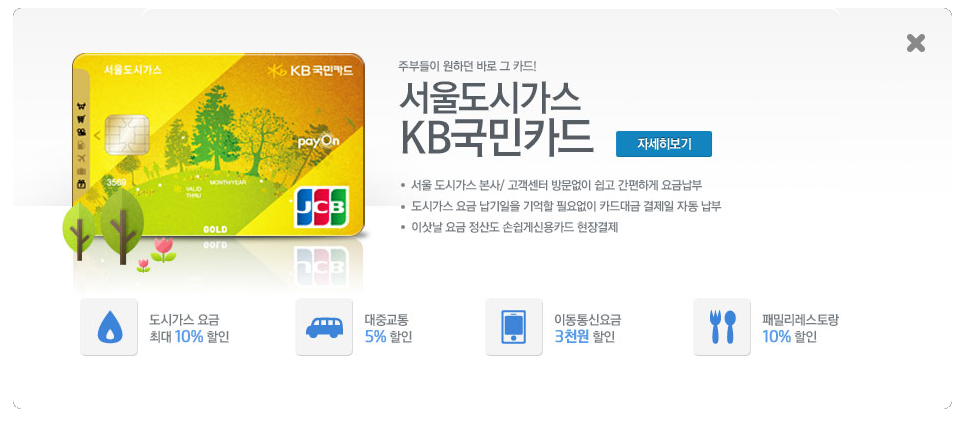 주부들이 원하던 바로 그 카드!
서울도시가스
KB국민카드
자세히보기
서울도시가스
KB국민카드
payOn
3569
VALID THRU
MONTH/YEAR
JCB
GOLD
• 서울 도시가스 본사/ 고객센터 방문없이 쉽고 간편하게 요금납부
• 도시가스 요금 납기일을 기억할 필요없이 카드대금 결제일 자동 납부
• 이삿날 요금 정산도 손쉽게신용카드 현장결제
도시가스 요금
최대 10% 할인
대중교통
5% 할인
이동통신요금
3천원 할인
패밀리레스토랑
10% 할인